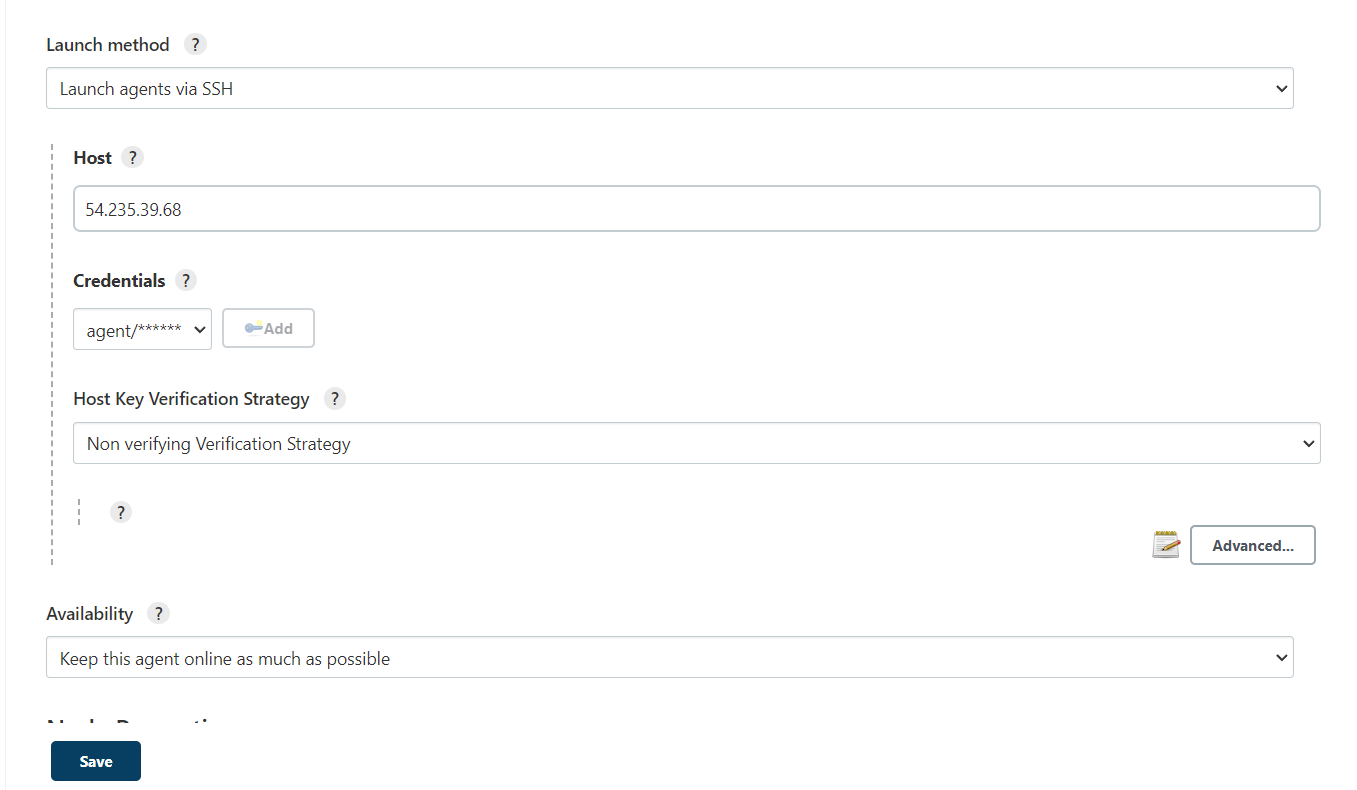 Launch method ?
Launch agents via SSH
Host ?
54.235.39.68
Credentials ?
agent/******
Add
Host Key Verification Strategy ?
Non verifying Verification Strategy
?
Advanced...
Availability ?
Keep this agent online as much as possible
Save